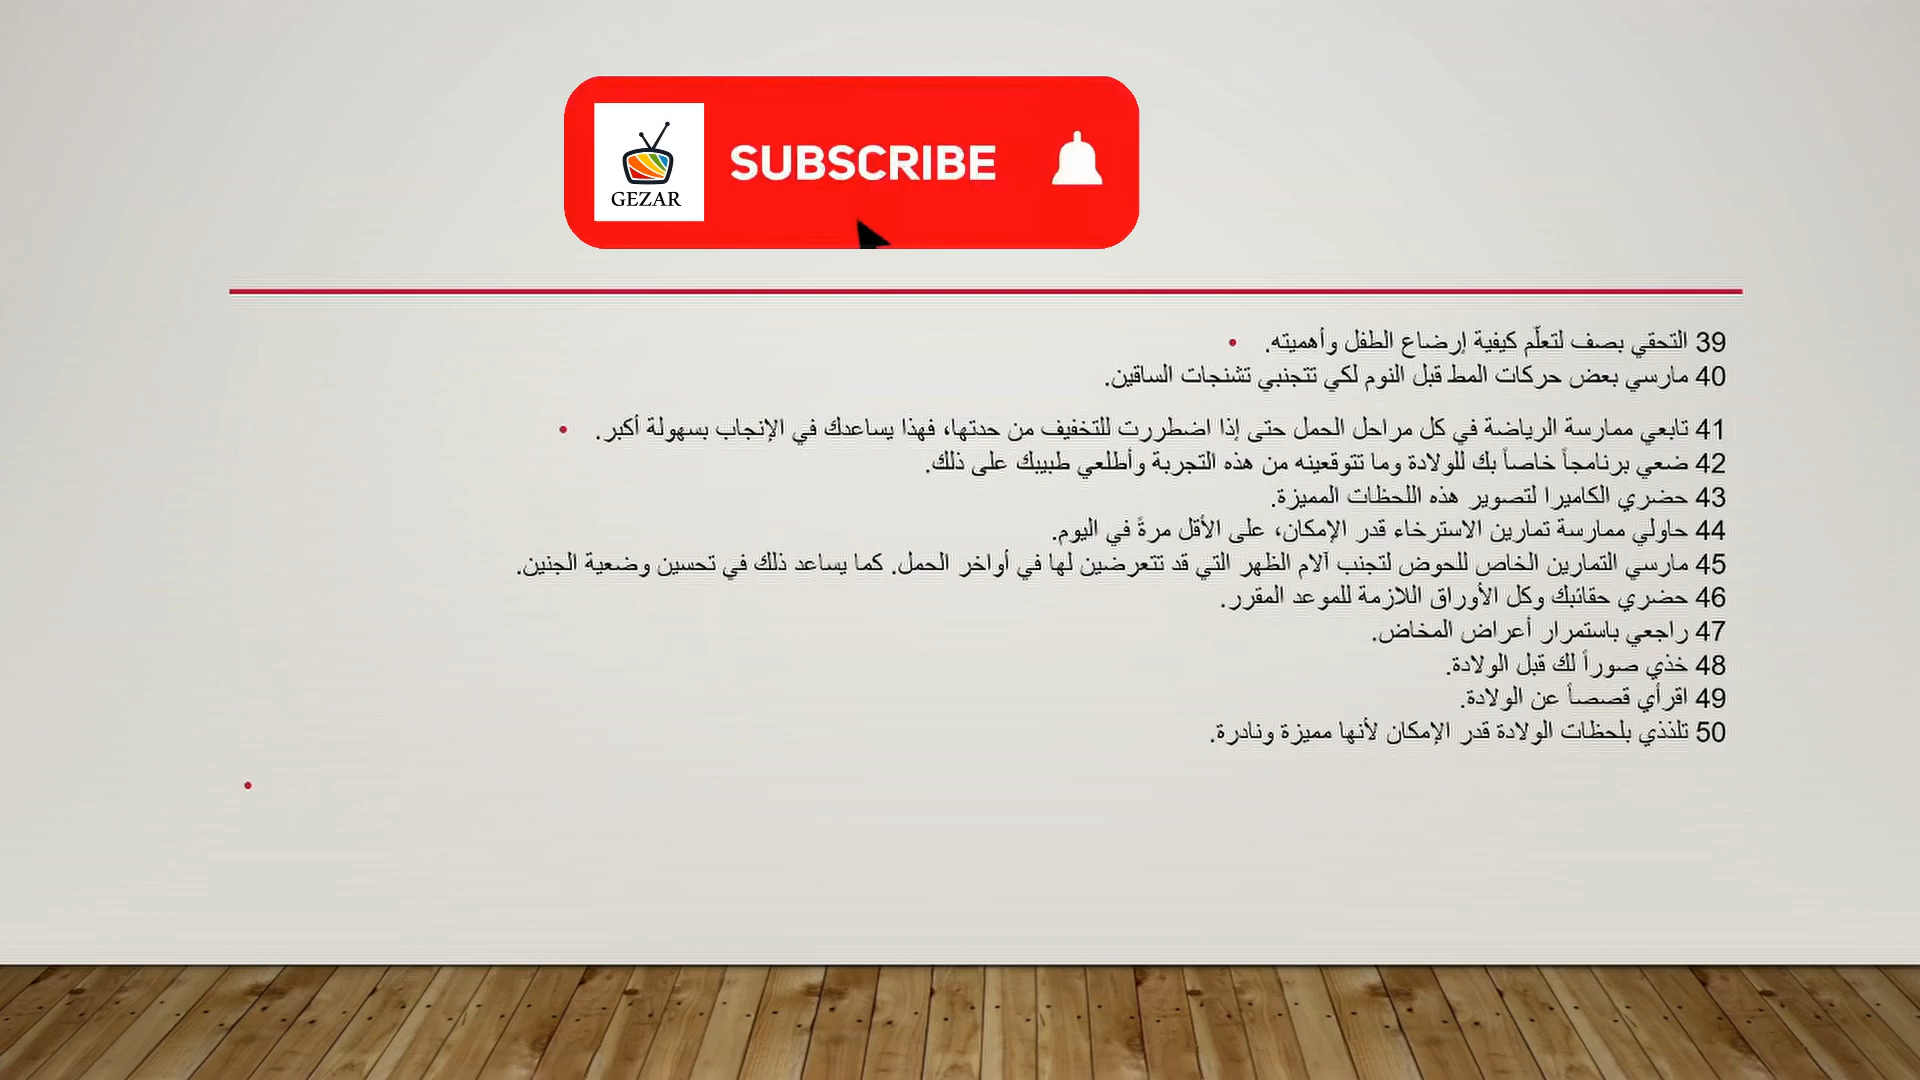 GEZAR
SUBSCRIBE
39 التحقي بصف لتعلّم كيفية إرضاع الطفل وأهميته.
40 مارسي بعض حركات المط قبل النوم لكي تتجنبي تشنجات الساقين.
41 تابعي ممارسة الرياضة في كل مراحل الحمل حتى إذا اضطررت للتخفيف من حدتها، فهذا يساعدك في الإنجاب بسهولة أكبر.
42 ضعي برنامجاً خاصاً بك للولادة وما تتوقعينه من هذه التجربة وأطلعي طبيبك على ذلك.
43 حضري الكاميرا لتصوير هذه اللحظات المميزة.
44 حاولي ممارسة تمارين الاسترخاء قدر الإمكان، على الأقل مرةً في اليوم.
45 مارسي التمارين الخاص للحوض لتجنب آلام الظهر التي قد تتعرضين لها في أواخر الحمل. كما يساعد ذلك في تحسين وضعية الجنين.
46 حضري حقائبك وكل الأوراق اللازمة للموعد المقرر.
47 راجعي باستمرار أعراض المخاض.
48 خذي صوراً لك قبل الولادة.
49 اقرأي قصصاً عن الولادة.
50 تلذذي بلحظات الولادة قدر الإمكان لأنها مميزة ونادرة.